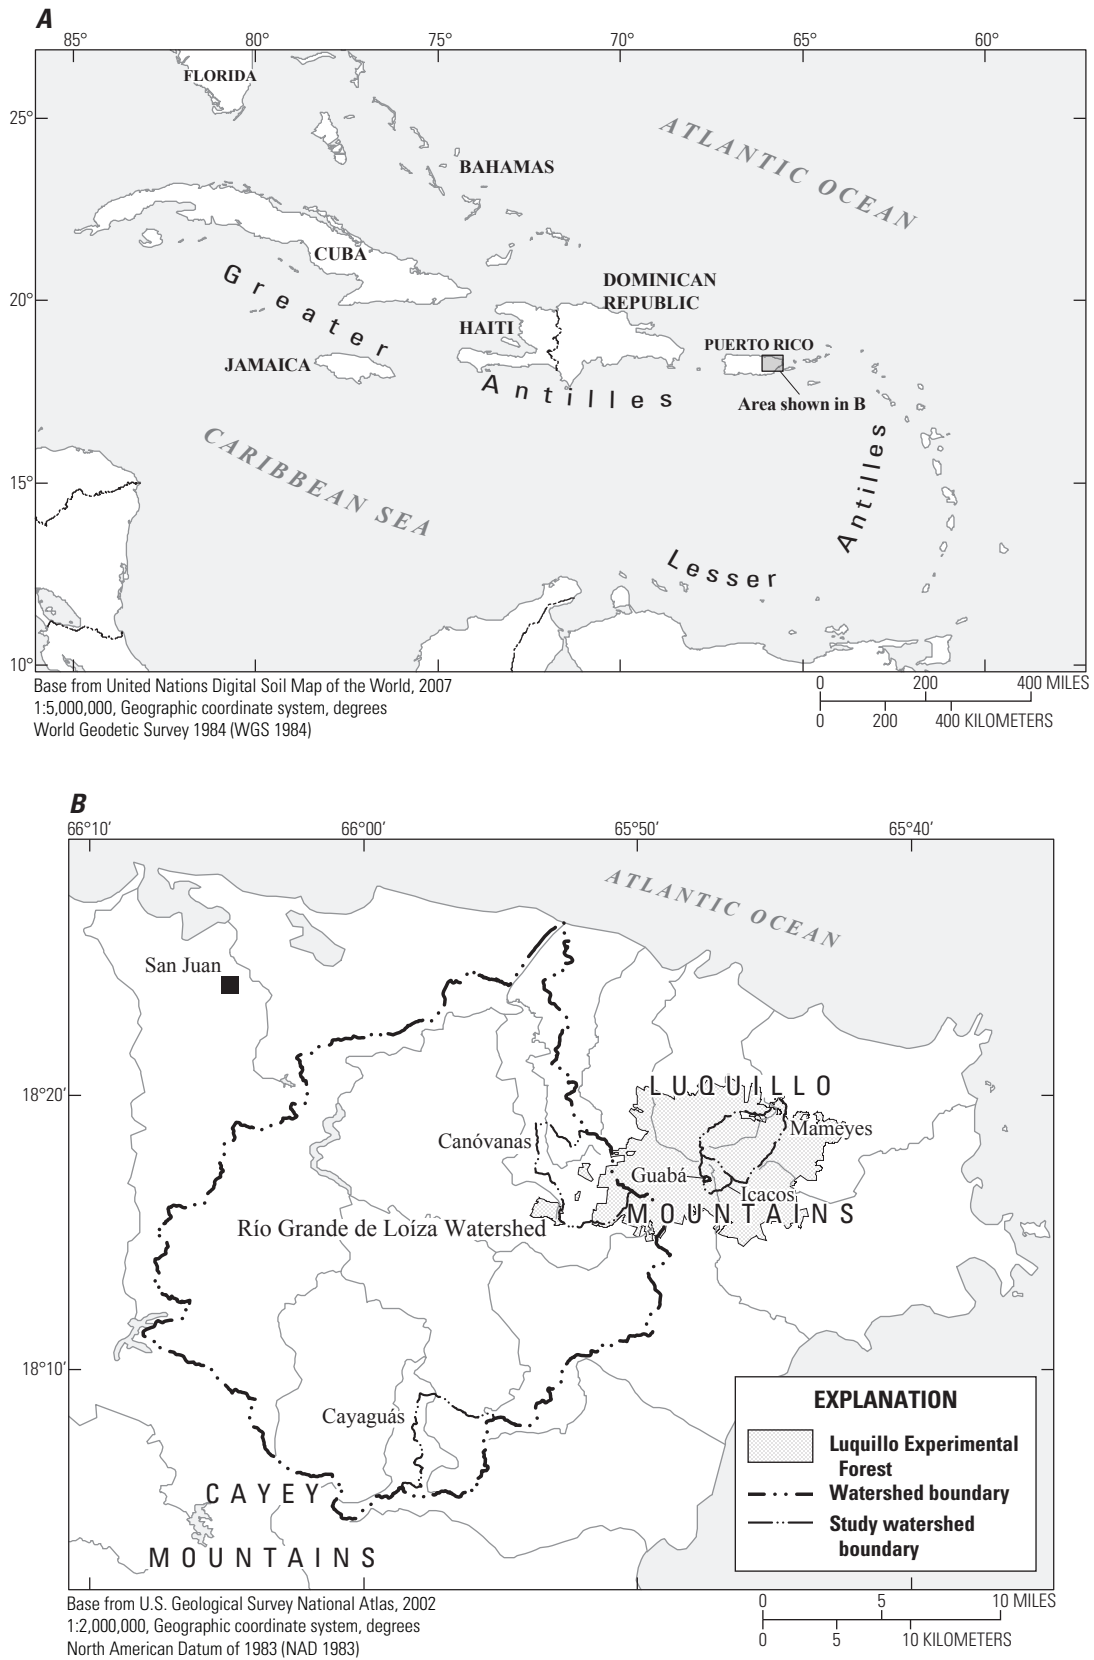 A
85° 80° 75° 70° 65° 60°
FLORIDA
25°
ATLANTIC OCEAN
BAHAMAS
CUBA
Greater
DOMINICAN
REPUBLIC
20°
HAITI
PUERTO RICO
JAMAICA
Antilles
Area shown in B
CARIBBEAN SEA
15°
Antilles
Lesser
10°
Base from United Nations Digital Soil Map of the World, 2007
1:5,000,000, Geographic coordinate system, degrees
World Geodetic Survey 1984 (WGS 1984)
0 200 400 MILES
0 200 400 KILOMETERS
B
66°10′ 66°00′ 65°50′ 65°40′
ATLANTIC OCEAN
San Juan
18°20′
LUQUILLO
Mameyes
Canóvanas
Guabá
Icacos
MOUNTAINS
Río Grande de Loíza Watershed
18°10′
Cayaguás
CAYEY
MOUNTAINS
EXPLANATION
Luquillo Experimental
Forest
Watershed boundary
Study watershed
boundary
Base from U.S. Geological Survey National Atlas, 2002
1:2,000,000, Geographic coordinate system, degrees
North American Datum of 1983 (NAD 1983)
0 5 10 MILES
0 5 10 KILOMETERS